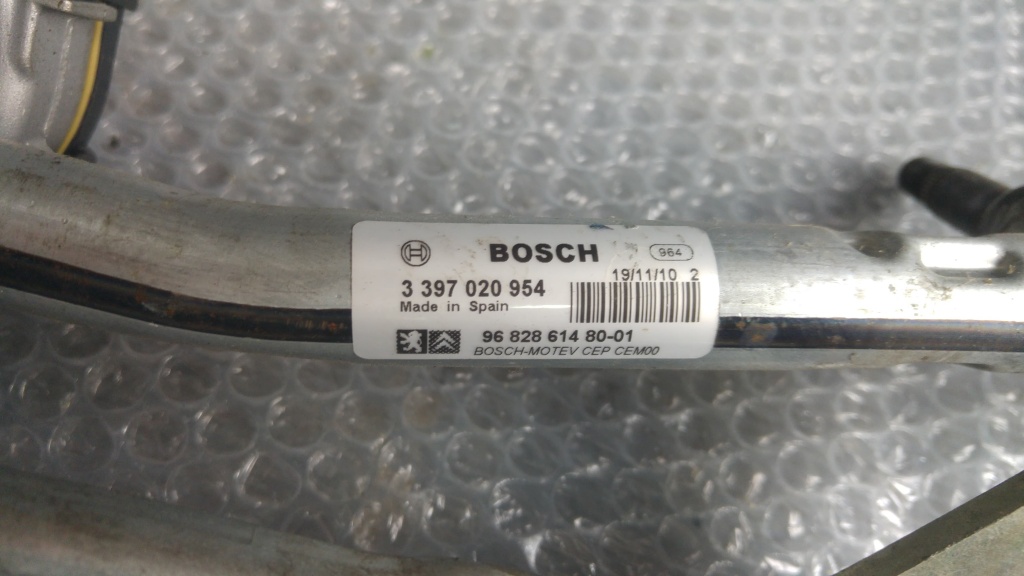 BOSCH 984
19/11/10 2
3 397 020 954
Made in Spain
96 828 614 80-01
BOSCH-MOTEV CEP CEM00